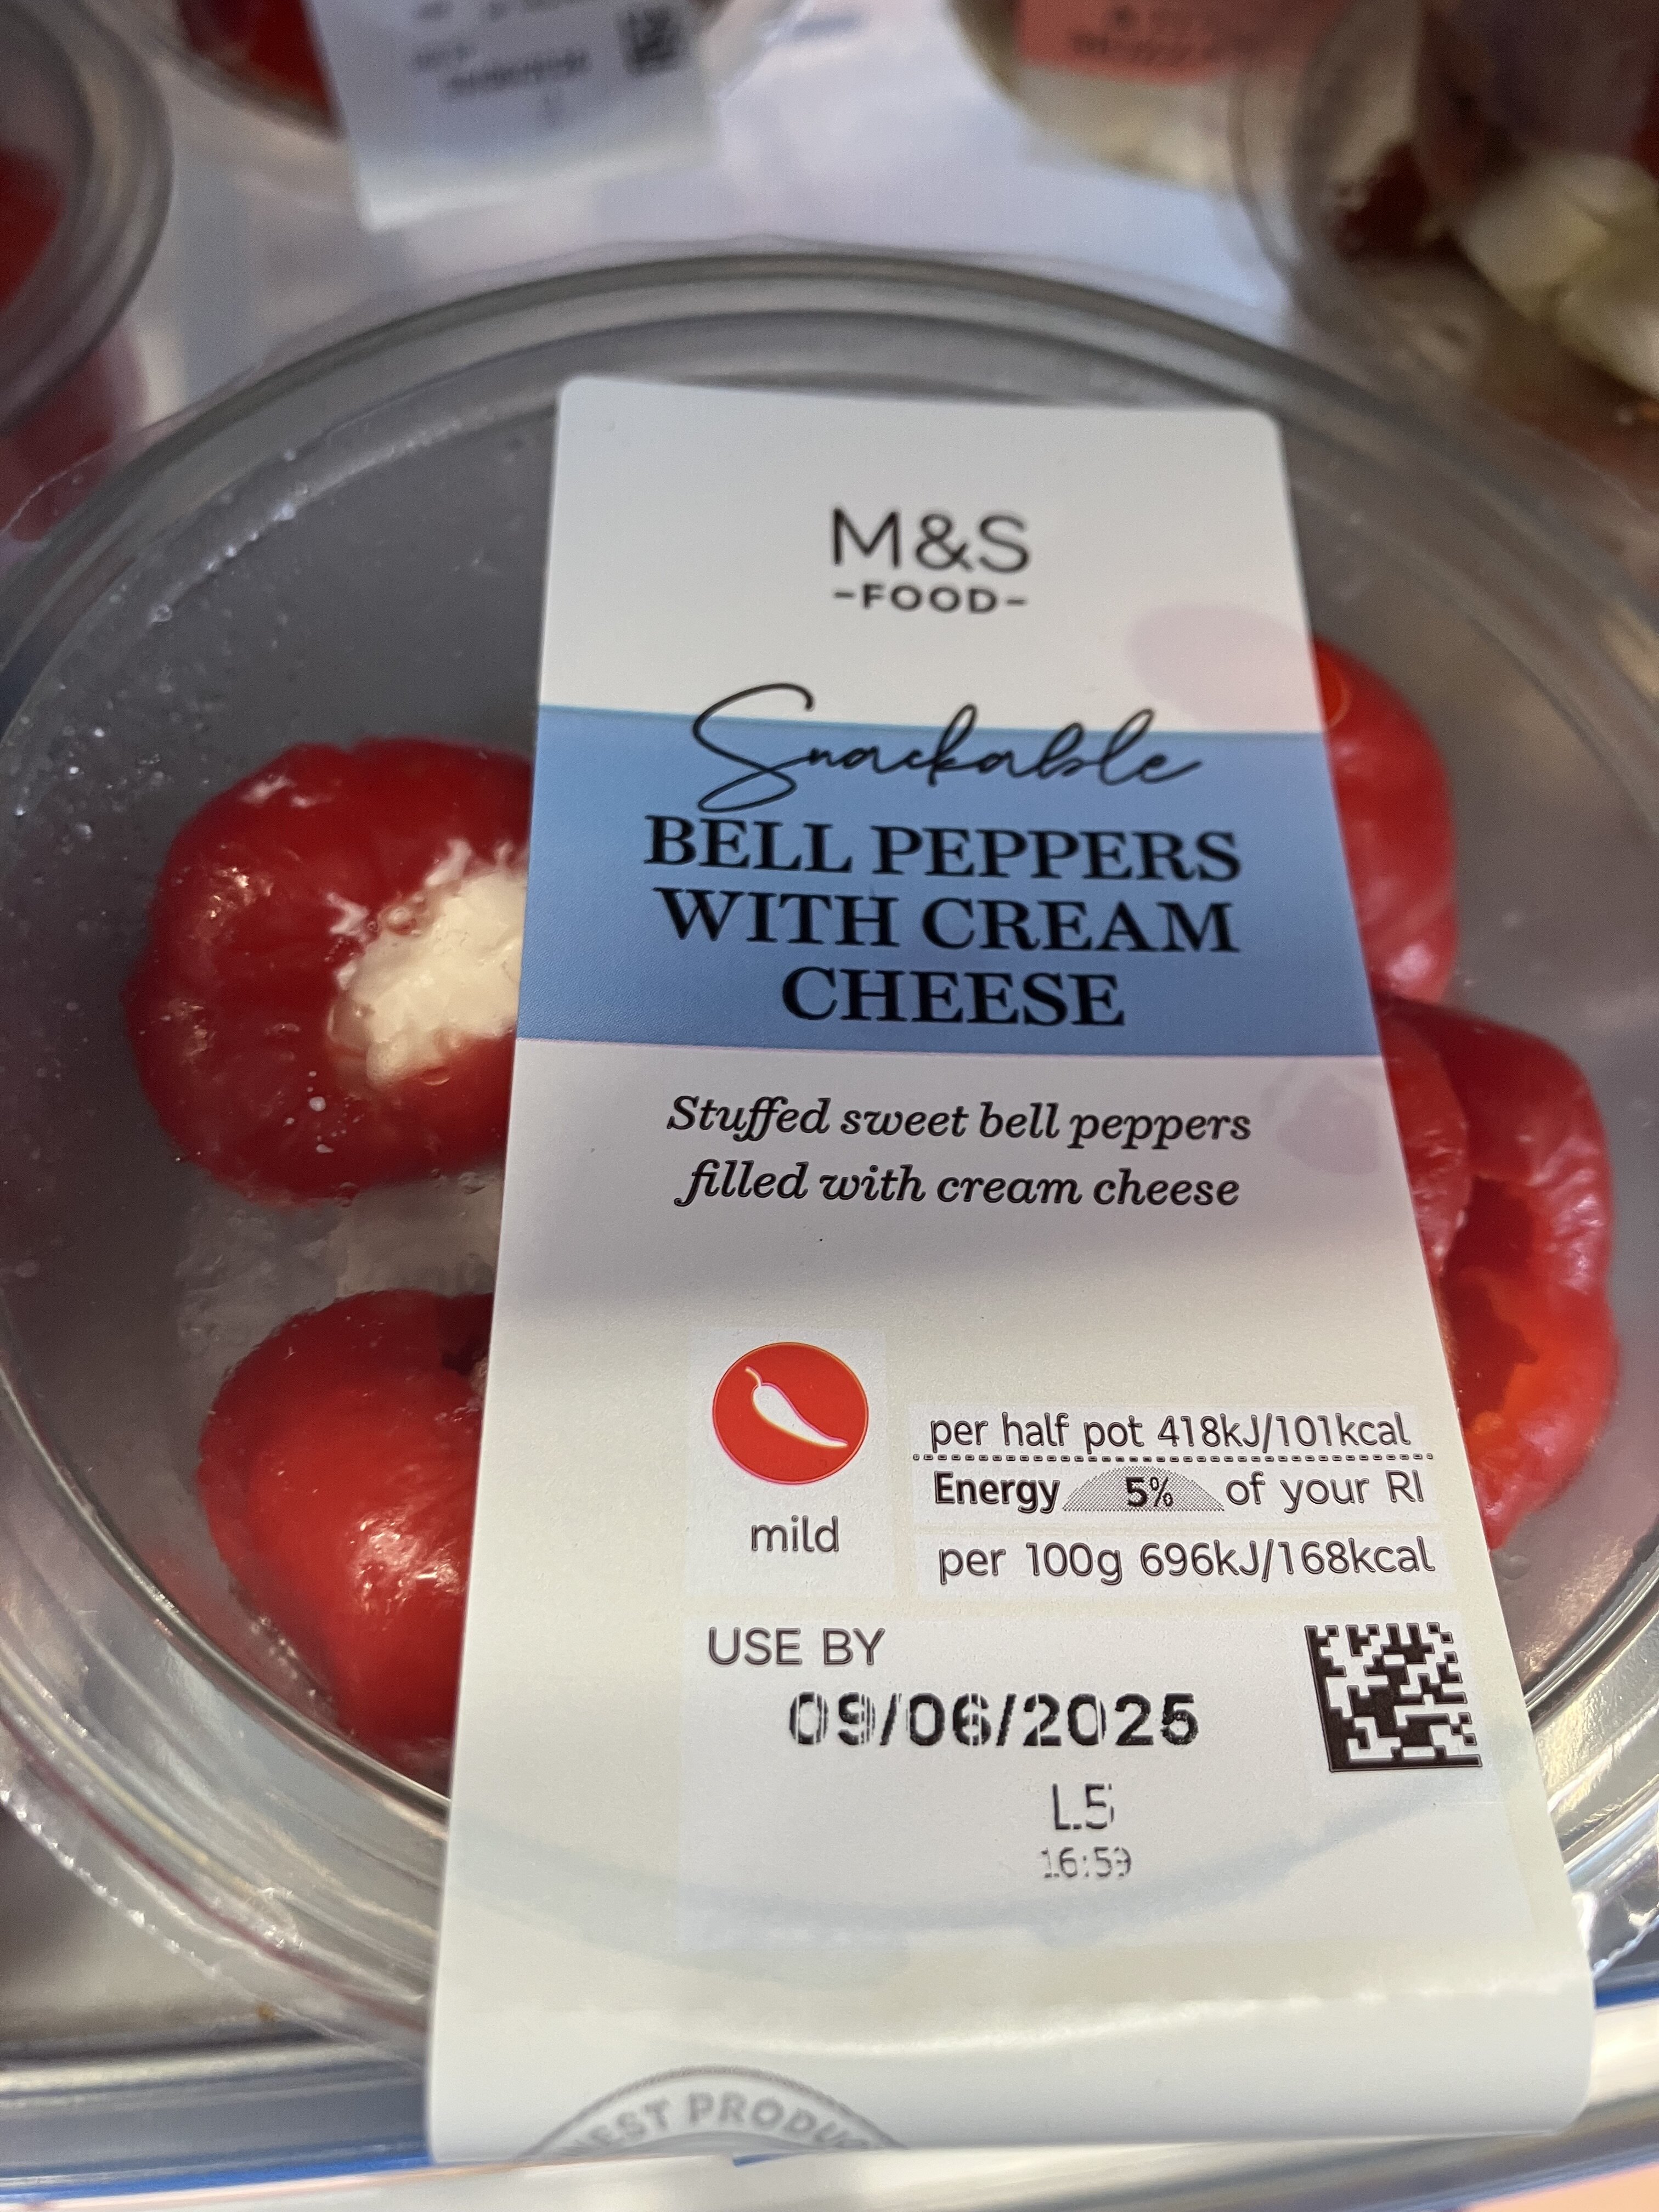 M&S
-FOOD-
Snackable
BELL PEPPERS
WITH CREAM
CHEESE
Stuffed sweet bell peppers
filled with cream cheese
mild
per half pot 418kJ/101kcal
Energy 5% of your RI
per 100g 696kJ/168kcal
USE BY
09/06/2025
L5
16:59